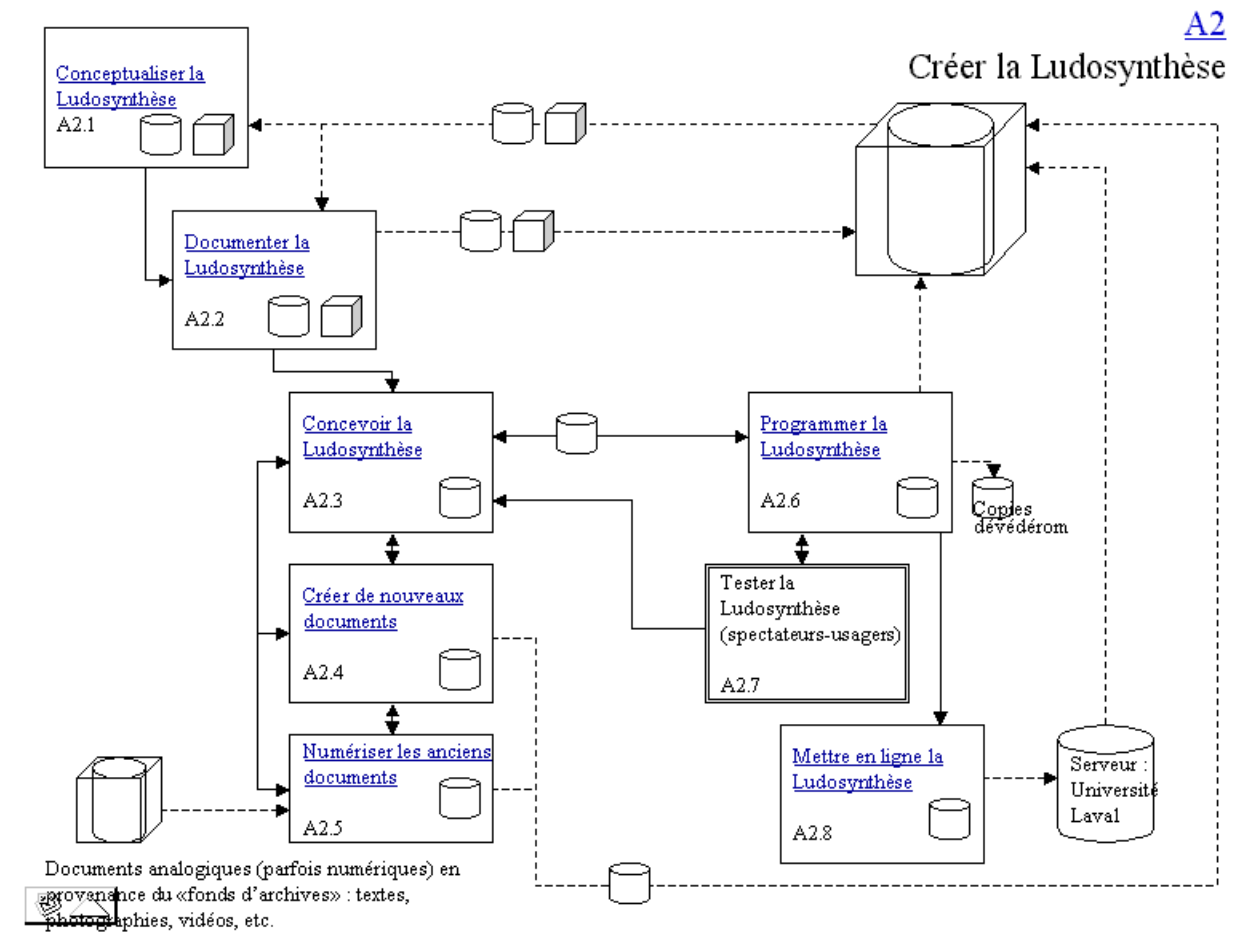 A2
Créer la Ludosynthèse
Conceptualiser la
Ludosynthèse
A2.1
Documenter la
Ludosynthèse
A2.2
Concevoir la
Ludosynthèse
A2.3
Programmer la
Ludosynthèse
A2.6
Copies
dévédérom
Créer de nouveaux
documents
A2.4
Tester la
Ludosynthèse
(spectateurs-usagers)
A2.7
Numériser les anciens
documents
A2.5
Mettre en ligne la
Ludosynthèse
A2.8
Serveur :
Université
Laval
Documents analogiques (parfois numériques) en
provenance du «fonds d’archives» : textes,
photographies, vidéos, etc.